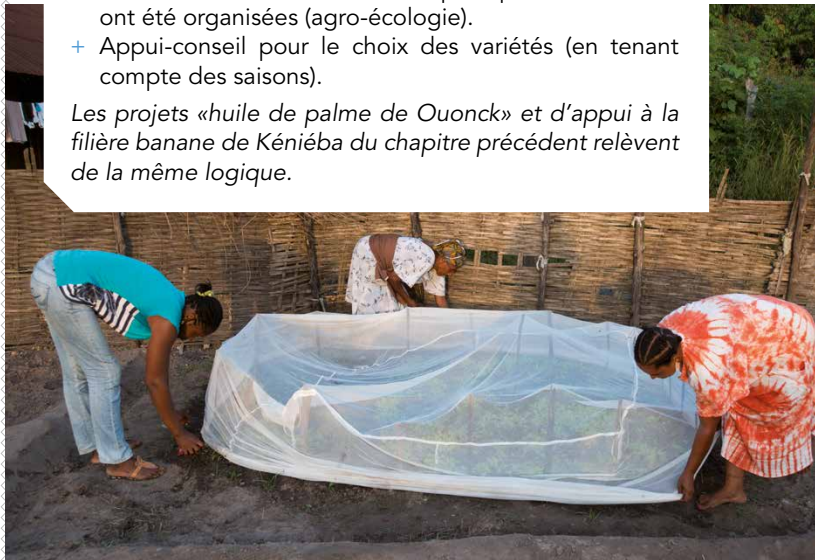 ont été organisées (agro-écologie).
+ Appui-conseil pour le choix des variétés (en tenant
compte des saisons).
Les projets «huile de palme de Ouonck» et d'appui à la
filière banane de Kéniéba du chapitre précédent relèvent
de la même logique.